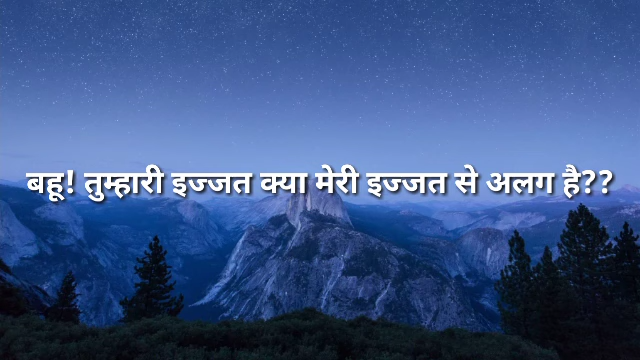 बहू! तुम्हारी इज्जत क्या मेरी इज्जत से अलग है??